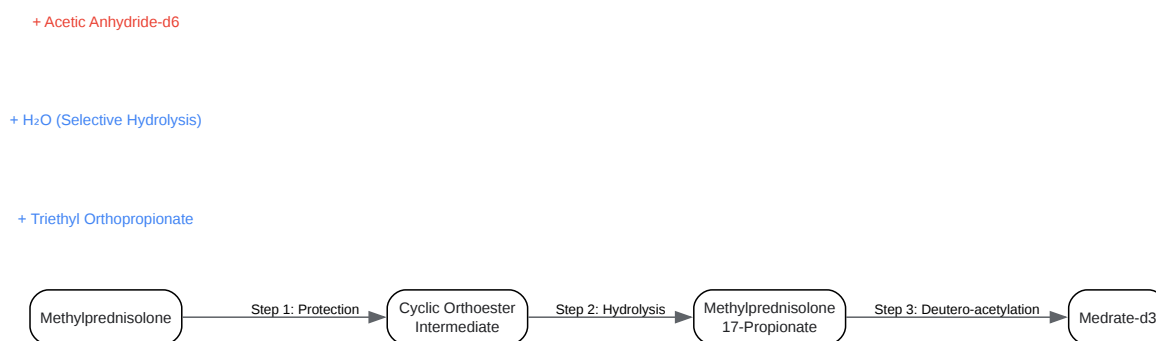 + Acetic Anhydride-d6
+ H₂O (Selective Hydrolysis)
+ Triethyl Orthopropionate
Methylprednisolone
Step 1: Protection
Cyclic Orthoester
Intermediate
Step 2: Hydrolysis
Methylprednisolone
17-Propionate
Step 3: Deutero-acetylation
Medrate-d3